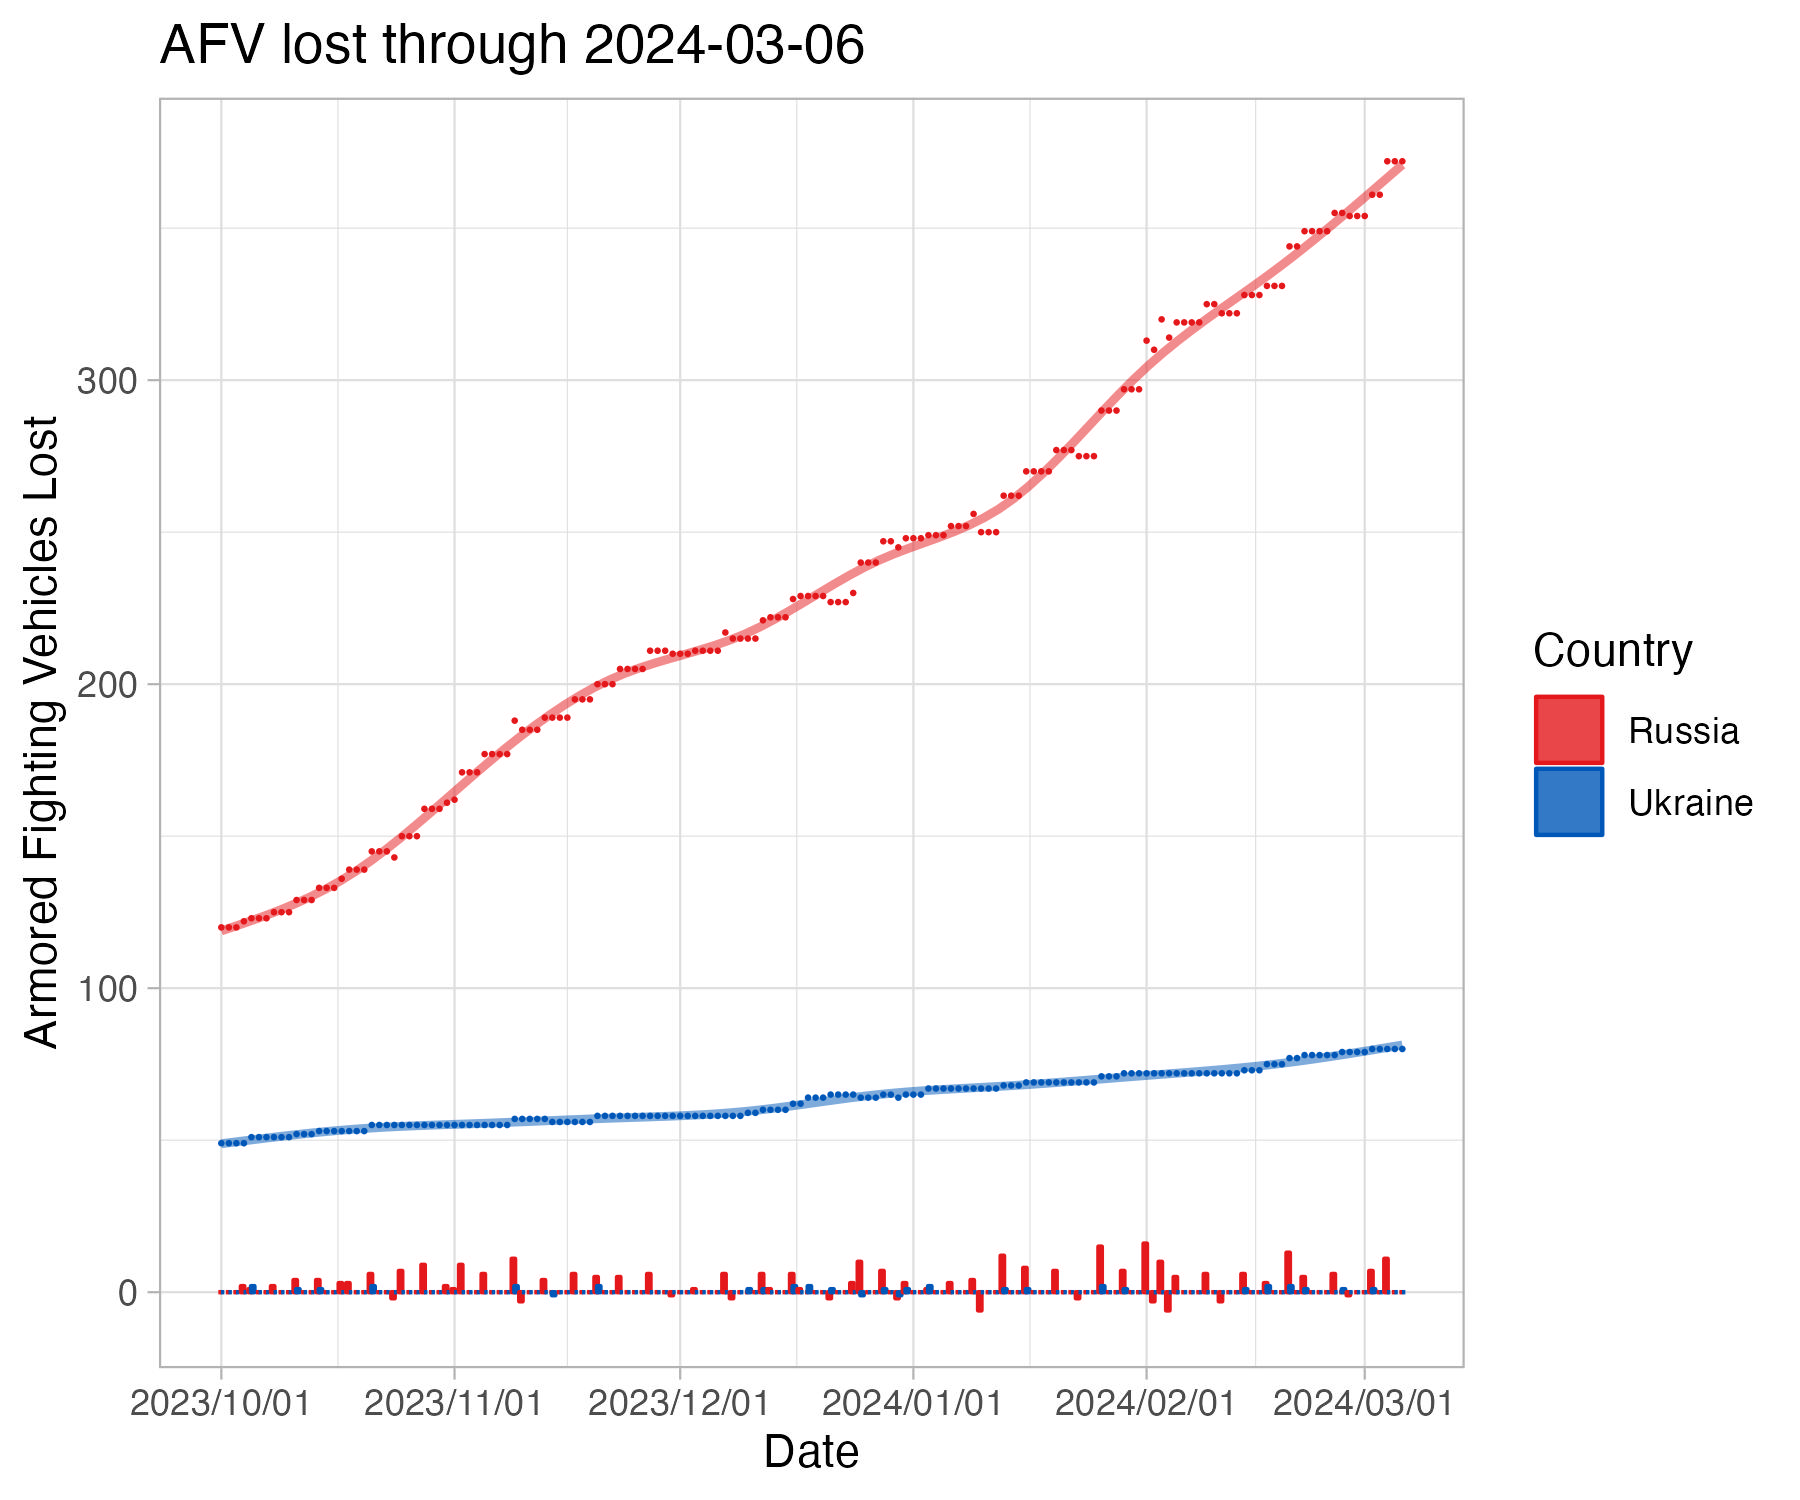 AFV lost through 2024-03-06
Armored Fighting Vehicles Lost
300
200
100
0
2023/10/01 2023/11/01 2023/12/01 2024/01/01 2024/02/01 2024/03/01
Date
Country
Russia
Ukraine